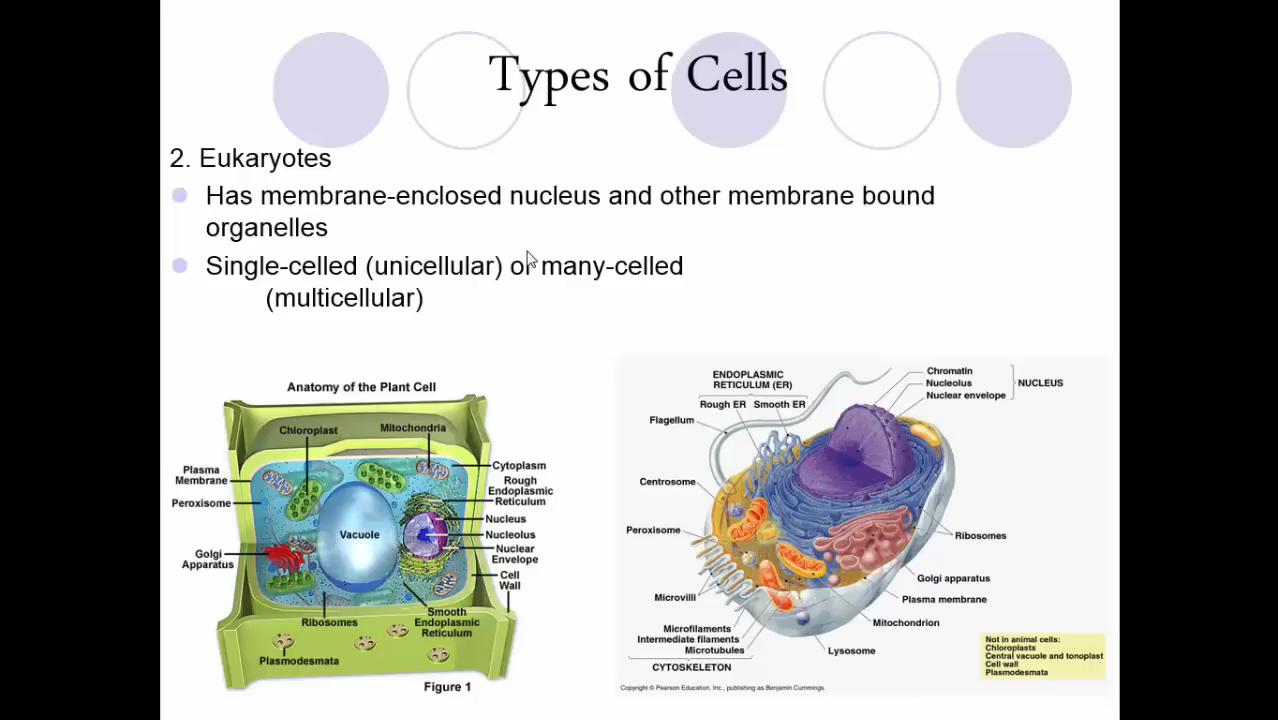 Types of Cells
2. Eukaryotes
Has membrane-enclosed nucleus and other membrane bound
organelles
Single-celled (unicellular) or many-celled
(multicellular)
Anatomy of the Plant Cell
Chloroplast
Mitochondria
Plasma
Membrane
Cytoplasm
Rough
Endoplasmic
Reticulum
Peroxisome
Nucleus
Vacuole
Nucleolus
Nuclear
Envelope
Golgi
Apparatus
Cell
Wall
Smooth
Endoplasmic
Reticulum
Ribosomes
Plasmodesmata
Figure 1
ENDOPLASMIC
RETICULUM (ER)
Rough ER
Smooth ER
Chromatin
Nucleolus
Nuclear envelope
NUCLEUS
Flagellum
Centrosome
Peroxisome
Ribosomes
Golgi apparatus
Microvilli
Plasma membrane
Mitochondrion
Microfilaments
Intermediate filaments
Microtubules
Lysosome
CYTOSKELETON
Not in animal cells:
Chloroplasts
Central vacuole and tonoplast
Cell wall
Plasmodesmata
Copyright © Pearson Education, Inc., publishing as Benjamin Cummings.